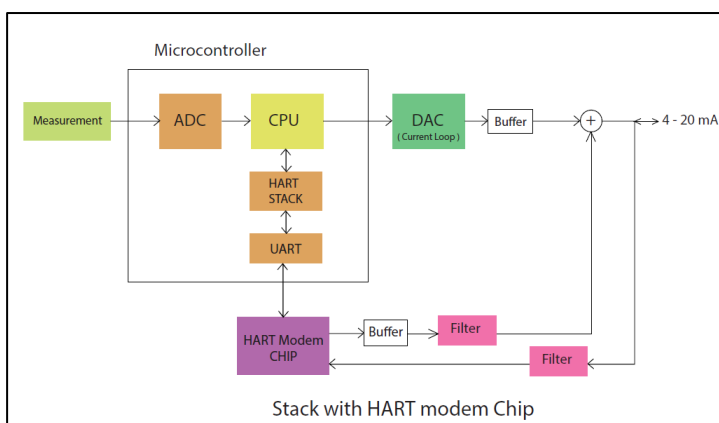 Microcontroller
Measurement
ADC
CPU
DAC
( Current Loop )
Buffer
+
4 - 20 mA
HART
STACK
UART
HART Modem
CHIP
Buffer
Filter
Filter
Stack with HART modem Chip